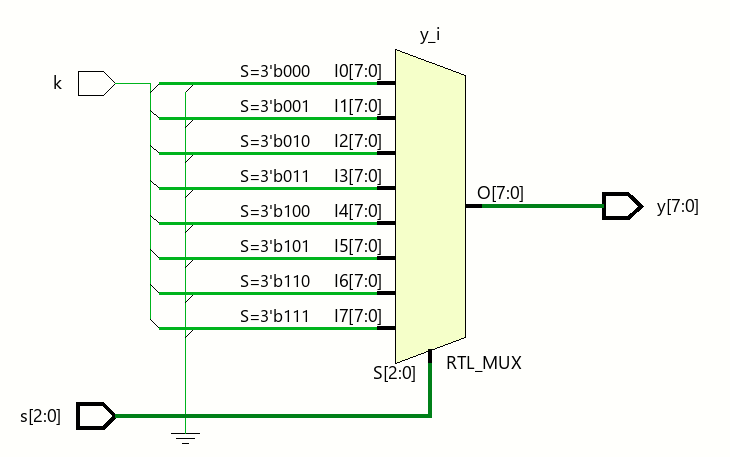 y_i
k
S=3'b000 I0[7:0]
S=3'b001 I1[7:0]
S=3'b010 I2[7:0]
S=3'b011 I3[7:0]
S=3'b100 I4[7:0]
S=3'b101 I5[7:0]
S=3'b110 I6[7:0]
S=3'b111 I7[7:0]
O[7:0]
y[7:0]
S[2:0]
RTL_MUX
s[2:0]